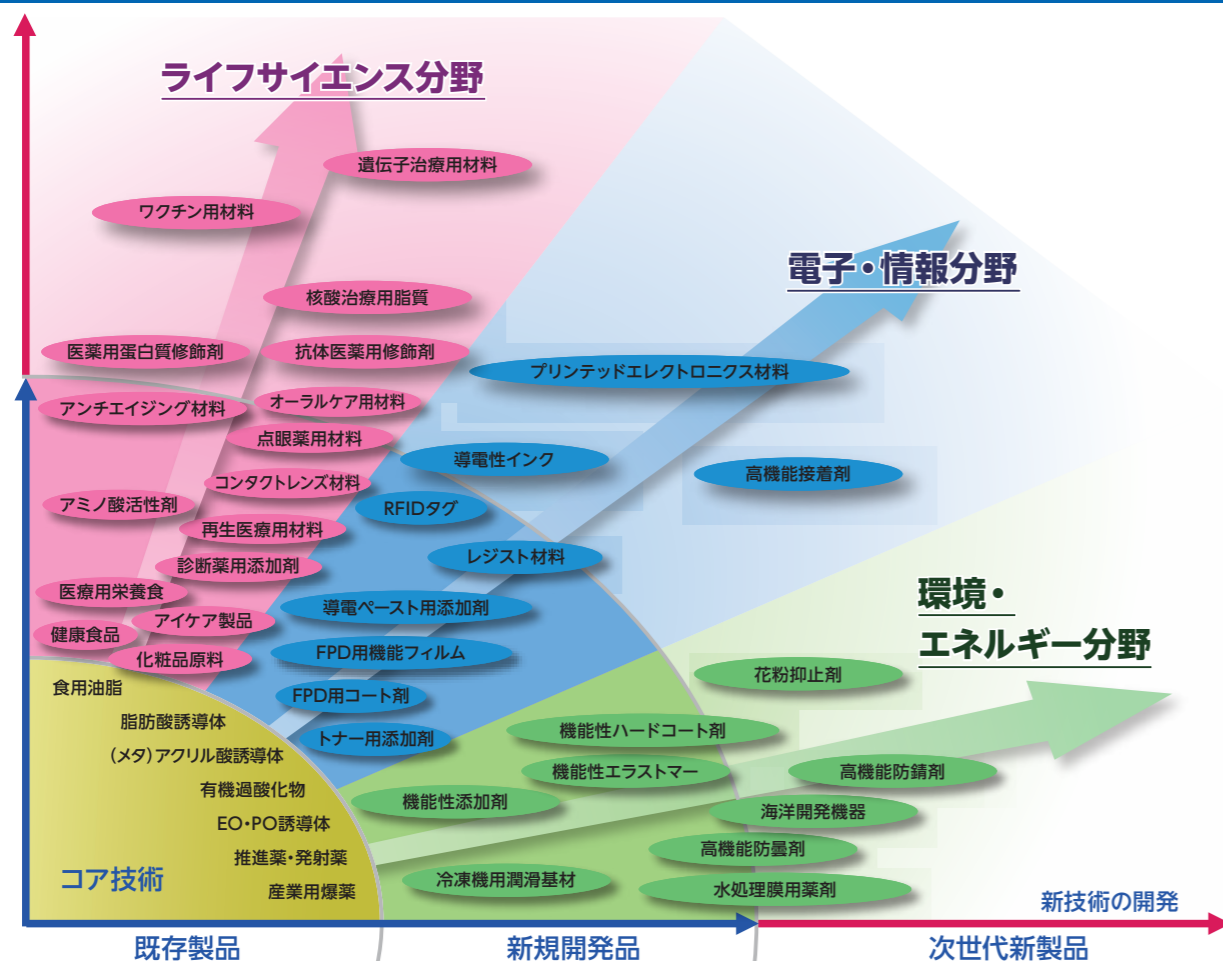 ライフサイエンス分野
遺伝子治療用材料
ワクチン用材料
核酸治療用脂質
医薬用蛋白質修飾剤
抗体医薬用修飾剤
アンチエイジング材料
オーラルケア用材料
点眼薬用材料
コンタクトレンズ材料
アミノ酸活性剤
再生医療用材料
診断薬用添加剤
医療用栄養食
アイケア製品
健康食品
化粧品原料
電子・情報分野
プリンテッドエレクトロニクス材料
導電性インク
高機能接着剤
RFIDタグ
レジスト材料
導電ペースト用添加剤
FPD用機能フィルム
FPD用コート剤
トナー用添加剤
環境・
エネルギー分野
花粉抑止剤
機能性ハードコート剤
機能性エラストマー
高機能防錆剤
機能性添加剤
海洋開発機器
高機能防曇剤
冷凍機用潤滑基材
水処理膜用薬剤
食用油脂
脂肪酸誘導体
(メタ)アクリル酸誘導体
有機過酸化物
EO・PO誘導体
推進薬・発射薬
産業用爆薬
コア技術
新技術の開発
既存製品
新規開発品
次世代新製品